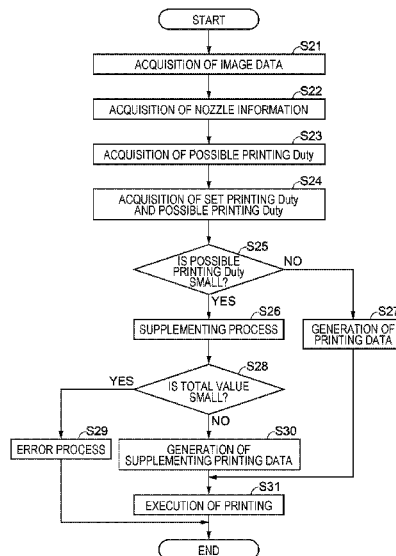 START
S21
ACQUISITION OF IMAGE DATA
S22
ACQUISITION OF NOZZLE INFORMATION
S23
ACQUISITION OF POSSIBLE PRINTING Duty
S24
ACQUISITION OF SET PRINTING Duty
AND POSSIBLE PRINTING Duty
S25
IS POSSIBLE
PRINTING Duty
SMALL?
NO
YES
S26
SUPPLEMENTING PROCESS
S27
GENERATION OF
PRINTING DATA
S28
IS TOTAL VALUE
SMALL?
YES
NO
S29
ERROR PROCESS
S30
GENERATION OF
SUPPLEMENTING PRINTING DATA
S31
EXECUTION OF PRINTING
END